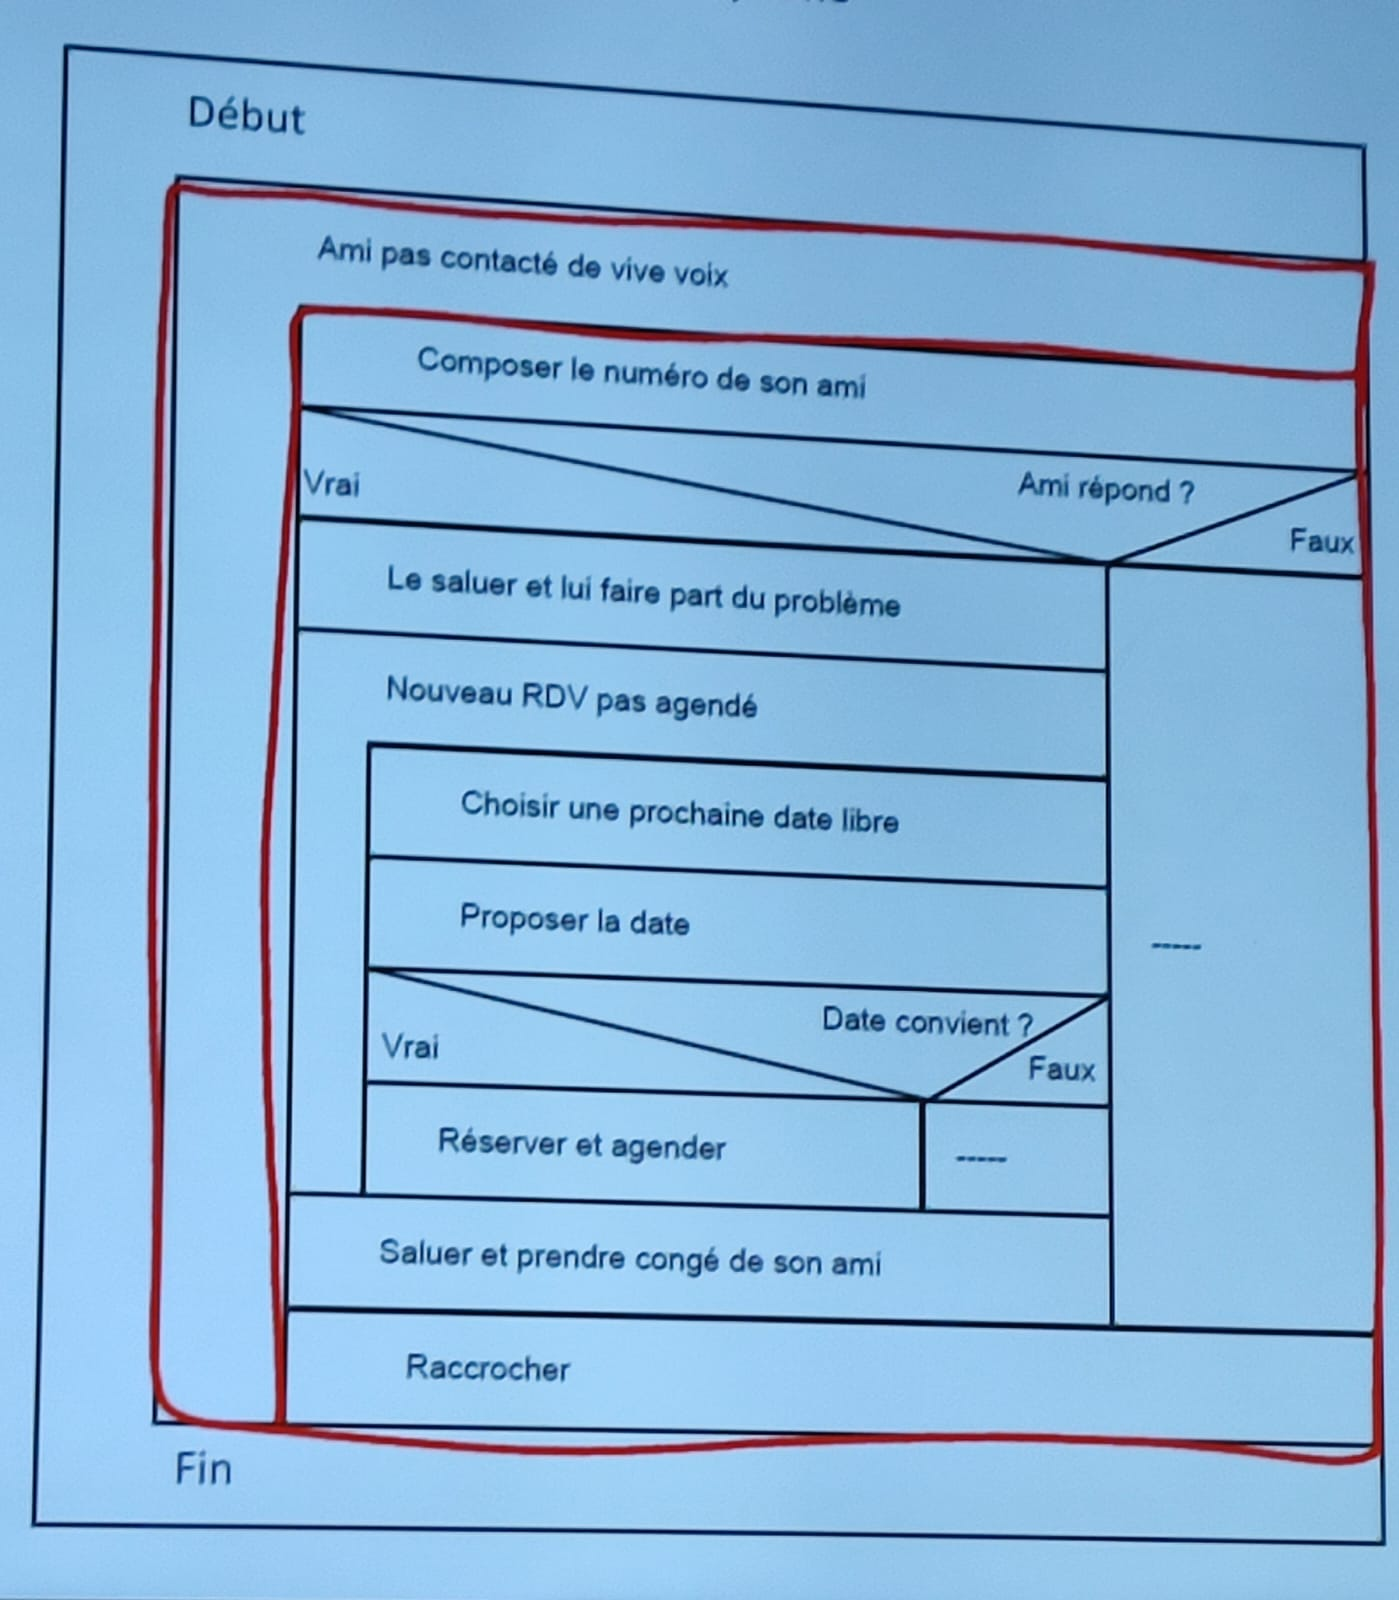 Début
Ami pas contacté de vive voix
Composer le numéro de son ami
Ami répond ?
Vrai
Faux
Le saluer et lui faire part du problème
Nouveau RDV pas agendé
Choisir une prochaine date libre
Proposer la date
-----
Date convient ?
Vrai
Faux
Réserver et agender
-----
Saluer et prendre congé de son ami
Raccrocher
Fin